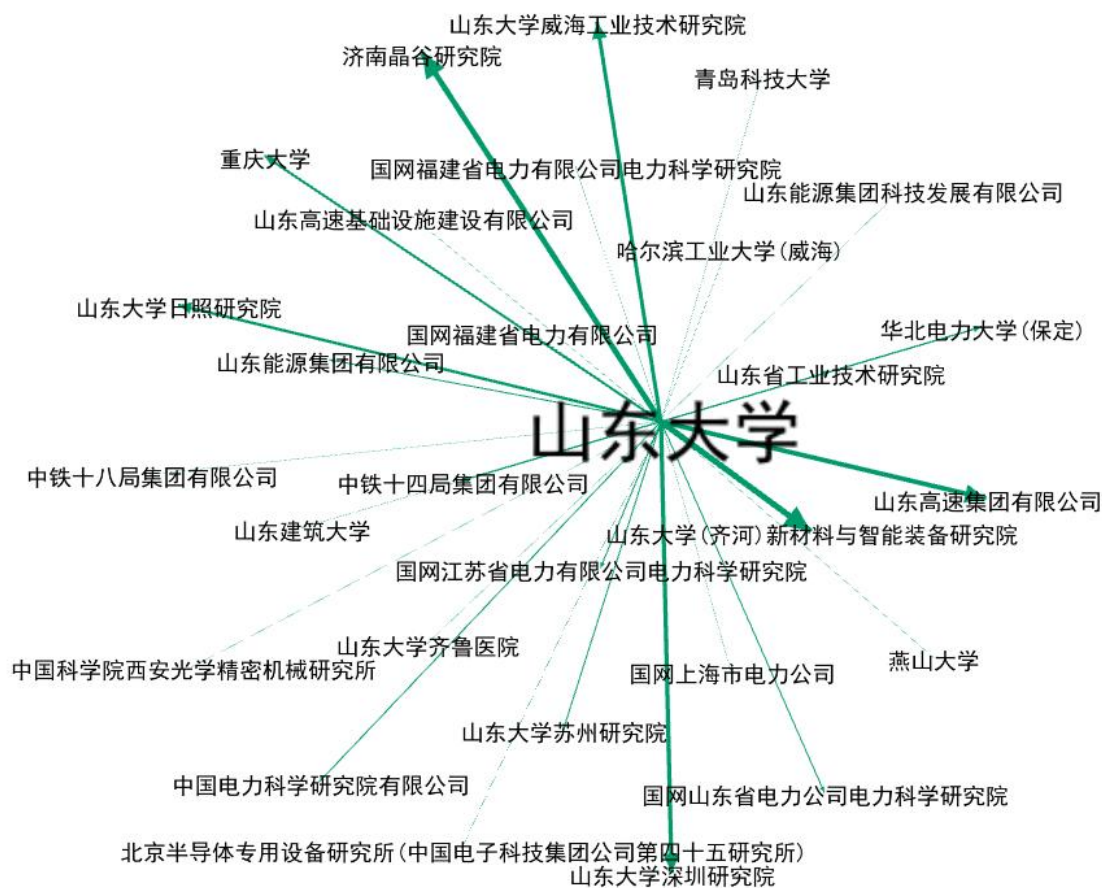 山东大学威海工业技术研究院
济南晶谷研究院
青岛科技大学
重庆大学
国网福建省电力有限公司电力科学研究院
山东能源集团科技发展有限公司
山东高速基础设施建设有限公司
哈尔滨工业大学(威海)
山东大学日照研究院
国网福建省电力有限公司
华北电力大学(保定)
山东能源集团有限公司
山东省工业技术研究院
山东大学
中铁十八局集团有限公司
中铁十四局集团有限公司
山东高速集团有限公司
山东建筑大学
山东大学(齐河)新材料与智能装备研究院
国网江苏省电力有限公司电力科学研究院
山东大学齐鲁医院
燕山大学
中国科学院西安光学精密机械研究所
国网上海市电力公司
山东大学苏州研究院
中国电力科学研究院有限公司
国网山东省电力公司电力科学研究院
北京半导体专用设备研究所(中国电子科技集团公司第四十五研究所)
山东大学深圳研究院